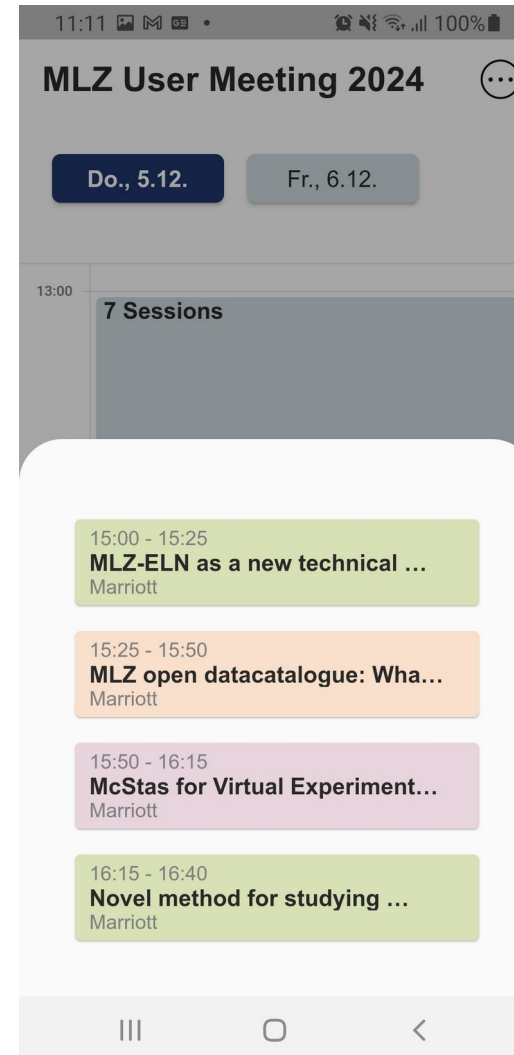 11:11 100%
MLZ User Meeting 2024
Do., 5.12. Fr., 6.12.
13:00
7 Sessions
15:00 - 15:25
MLZ-ELN as a new technical ...
Marriott
15:25 - 15:50
MLZ open datacatalogue: Wha...
Marriott
15:50 - 16:15
McStas for Virtual Experiment...
Marriott
16:15 - 16:40
Novel method for studying ...
Marriott